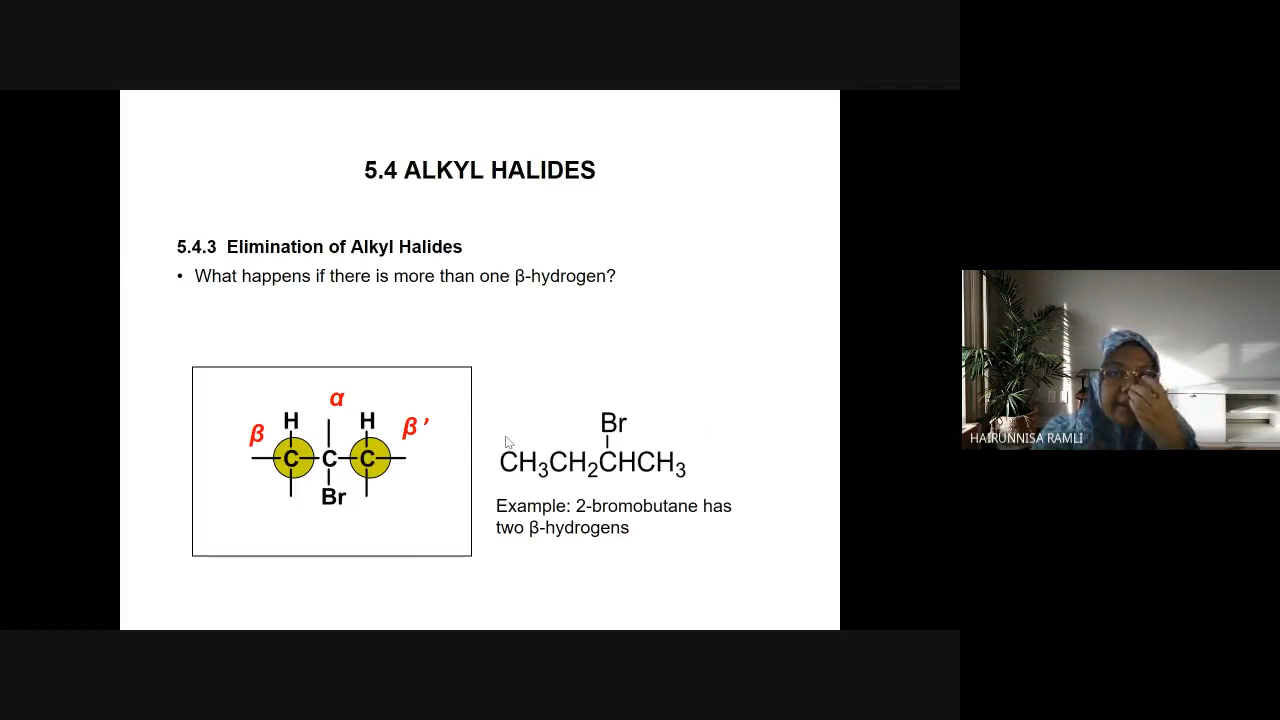 5.4 ALKYL HALIDES
5.4.3 Elimination of Alkyl Halides
• What happens if there is more than one β-hydrogen?
α
H H
β β’
C C C
Br
Br
CH₃CH₂CHCH₃
Example: 2-bromobutane has
two β-hydrogens
HAIRUNNISA RAMLI